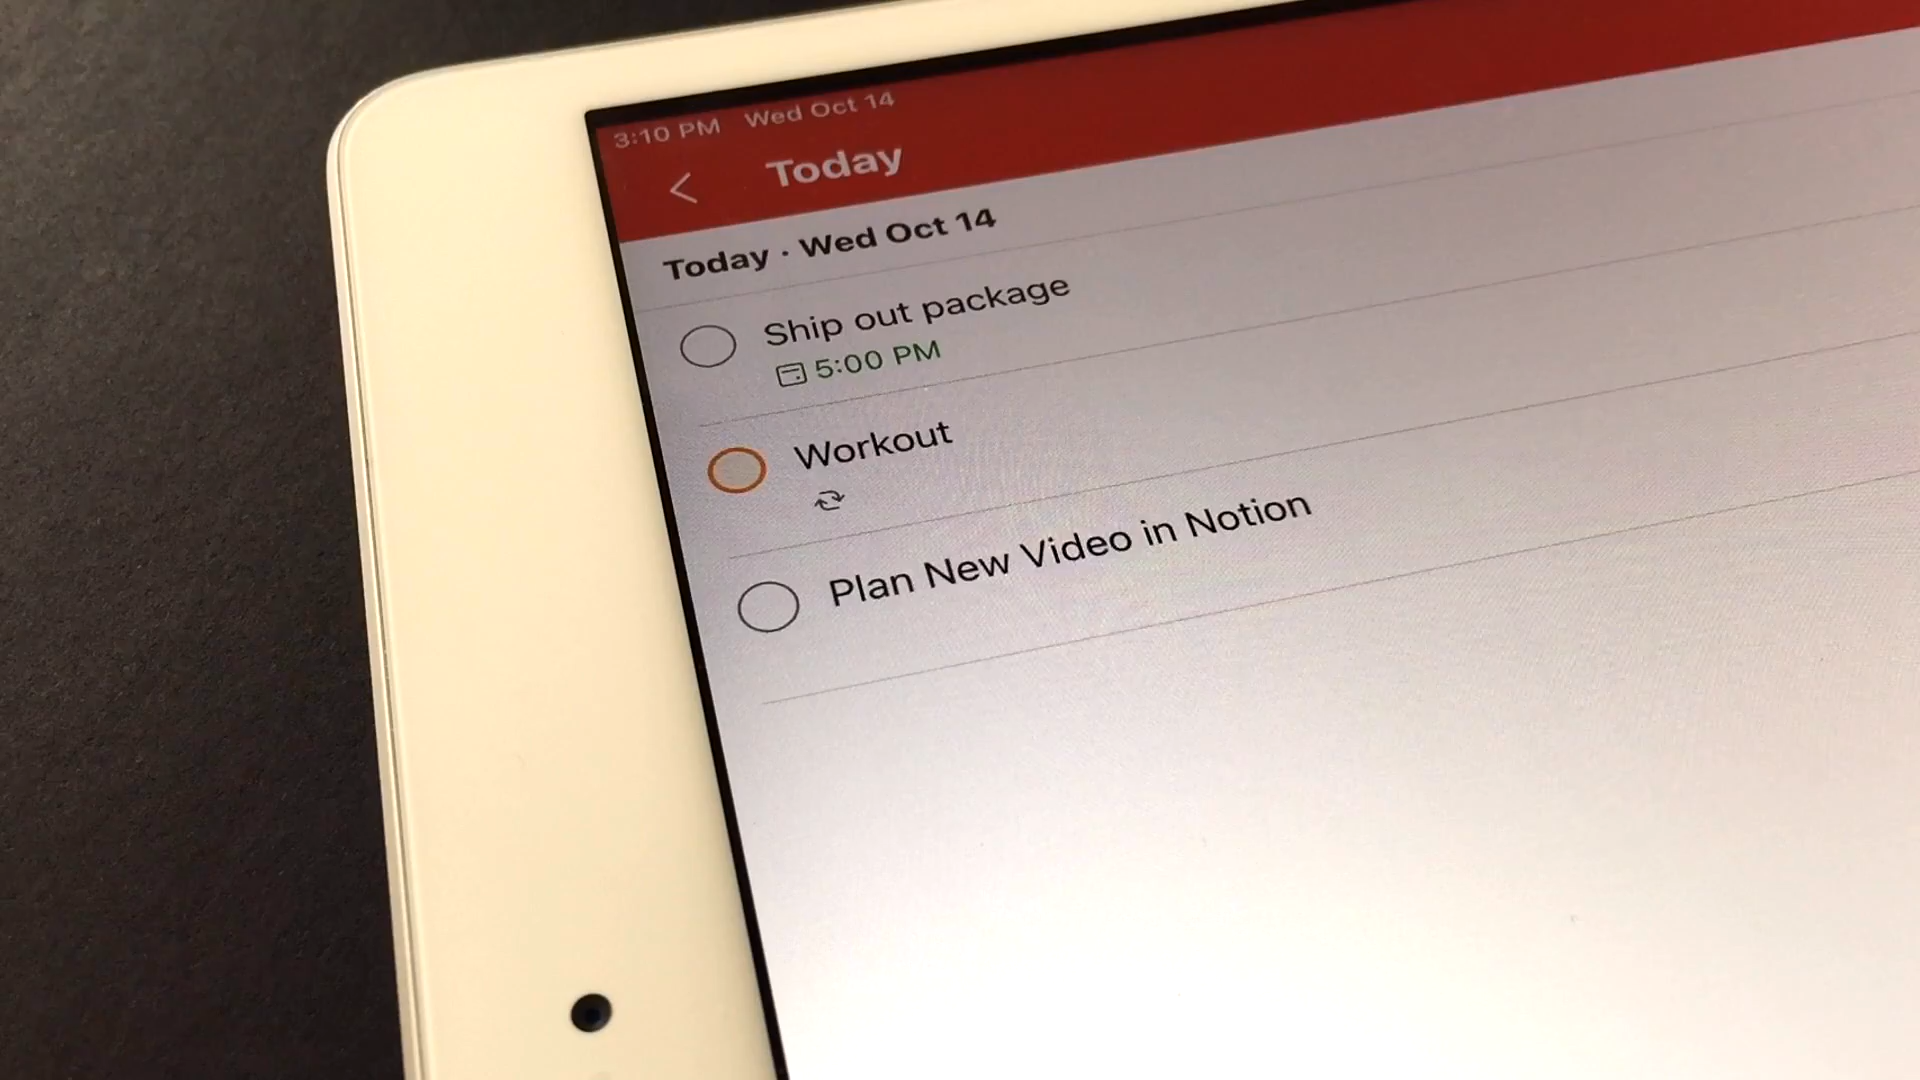 3:10 PM Wed Oct 14
Today
Today · Wed Oct 14
Ship out package
5:00 PM
Workout
Plan New Video in Notion